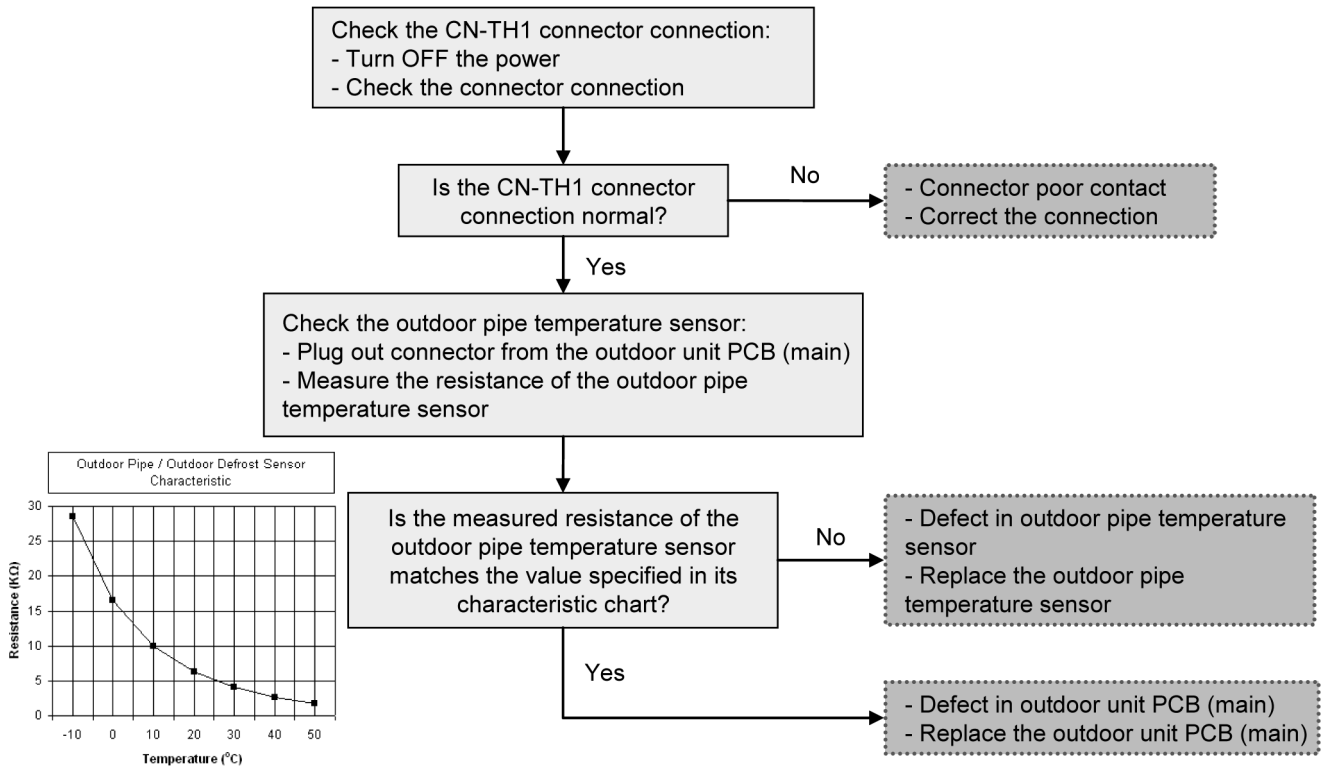 Check the CN-TH1 connector connection:
- Turn OFF the power
- Check the connector connection
Is the CN-TH1 connector
connection normal?
No
- Connector poor contact
- Correct the connection
Yes
Check the outdoor pipe temperature sensor:
- Plug out connector from the outdoor unit PCB (main)
- Measure the resistance of the outdoor pipe
temperature sensor
Outdoor Pipe / Outdoor Defrost Sensor
Characteristic
30
25
20
15
10
5
0
Resistance (KΩ)
-10 0 10 20 30 40 50
Temperature (°C)
Is the measured resistance of the
outdoor pipe temperature sensor
matches the value specified in its
characteristic chart?
No
- Defect in outdoor pipe temperature
sensor
- Replace the outdoor pipe
temperature sensor
Yes
- Defect in outdoor unit PCB (main)
- Replace the outdoor unit PCB (main)